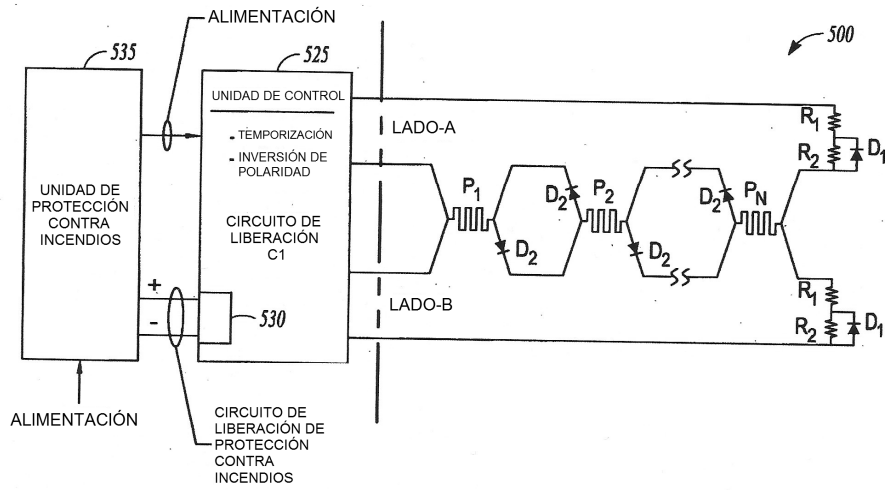 ALIMENTACIÓN
535
525
500
UNIDAD DE CONTROL
- TEMPORIZACIÓN
- INVERSIÓN DE
POLARIDAD
CIRCUITO DE
LIBERACIÓN
C1
UNIDAD DE
PROTECCIÓN
CONTRA
INCENDIOS
LADO-A
LADO-B
P1
D2
D2
P2
D2
D2
PN
R1
R2
D1
R1
R2
D1
+
-
530
ALIMENTACIÓN
CIRCUITO DE
LIBERACIÓN DE
PROTECCIÓN
CONTRA
INCENDIOS